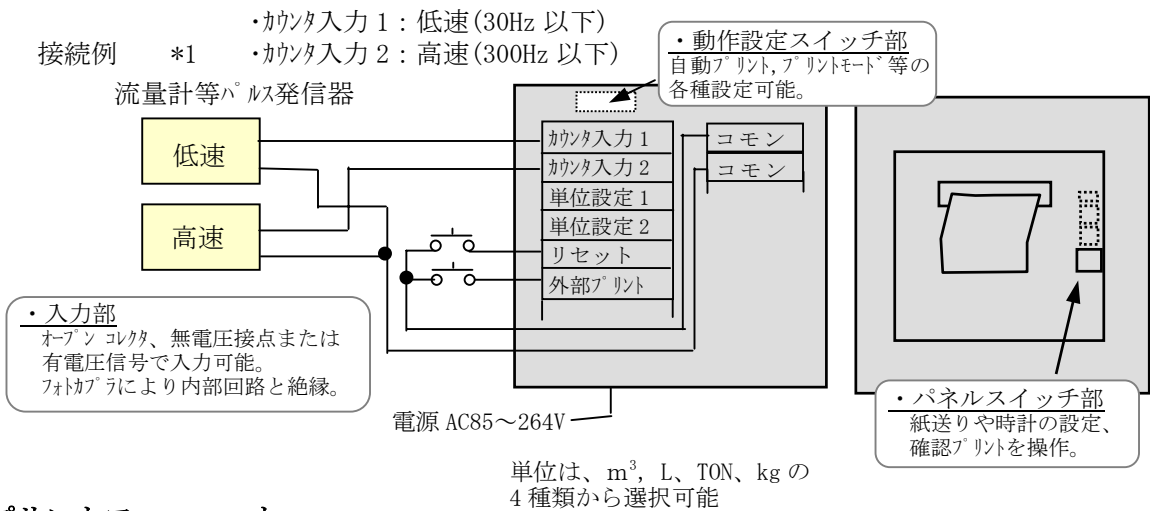 ・ｶｳﾝﾀ入力 1：低速(30Hz 以下)
接続例 *1 ・ｶｳﾝﾀ入力 2：高速(300Hz 以下)
流量計等ﾊﾟﾙｽ発信器
・動作設定スイッチ部
自動ﾌﾟﾘﾝﾄ,ﾌﾟﾘﾝﾄﾓｰﾄﾞ等の
各種設定可能。
低速
高速
ｶｳﾝﾀ入力 1
ｶｳﾝﾀ入力 2
単位設定 1
単位設定 2
リセット
外部ﾌﾟﾘﾝﾄ
コモン
コモン
・入力部
ｵｰﾌﾟﾝ ｺﾚｸﾀ、無電圧接点または
有電圧信号で入力可能。
ﾌｫﾄｶﾌﾟﾗにより内部回路と絶縁。
・パネルスイッチ部
紙送りや時計の設定、
確認ﾌﾟﾘﾝﾄを操作。
電源 AC85～264V
単位は、m³, L、TON、kg の
4 種類から選択可能